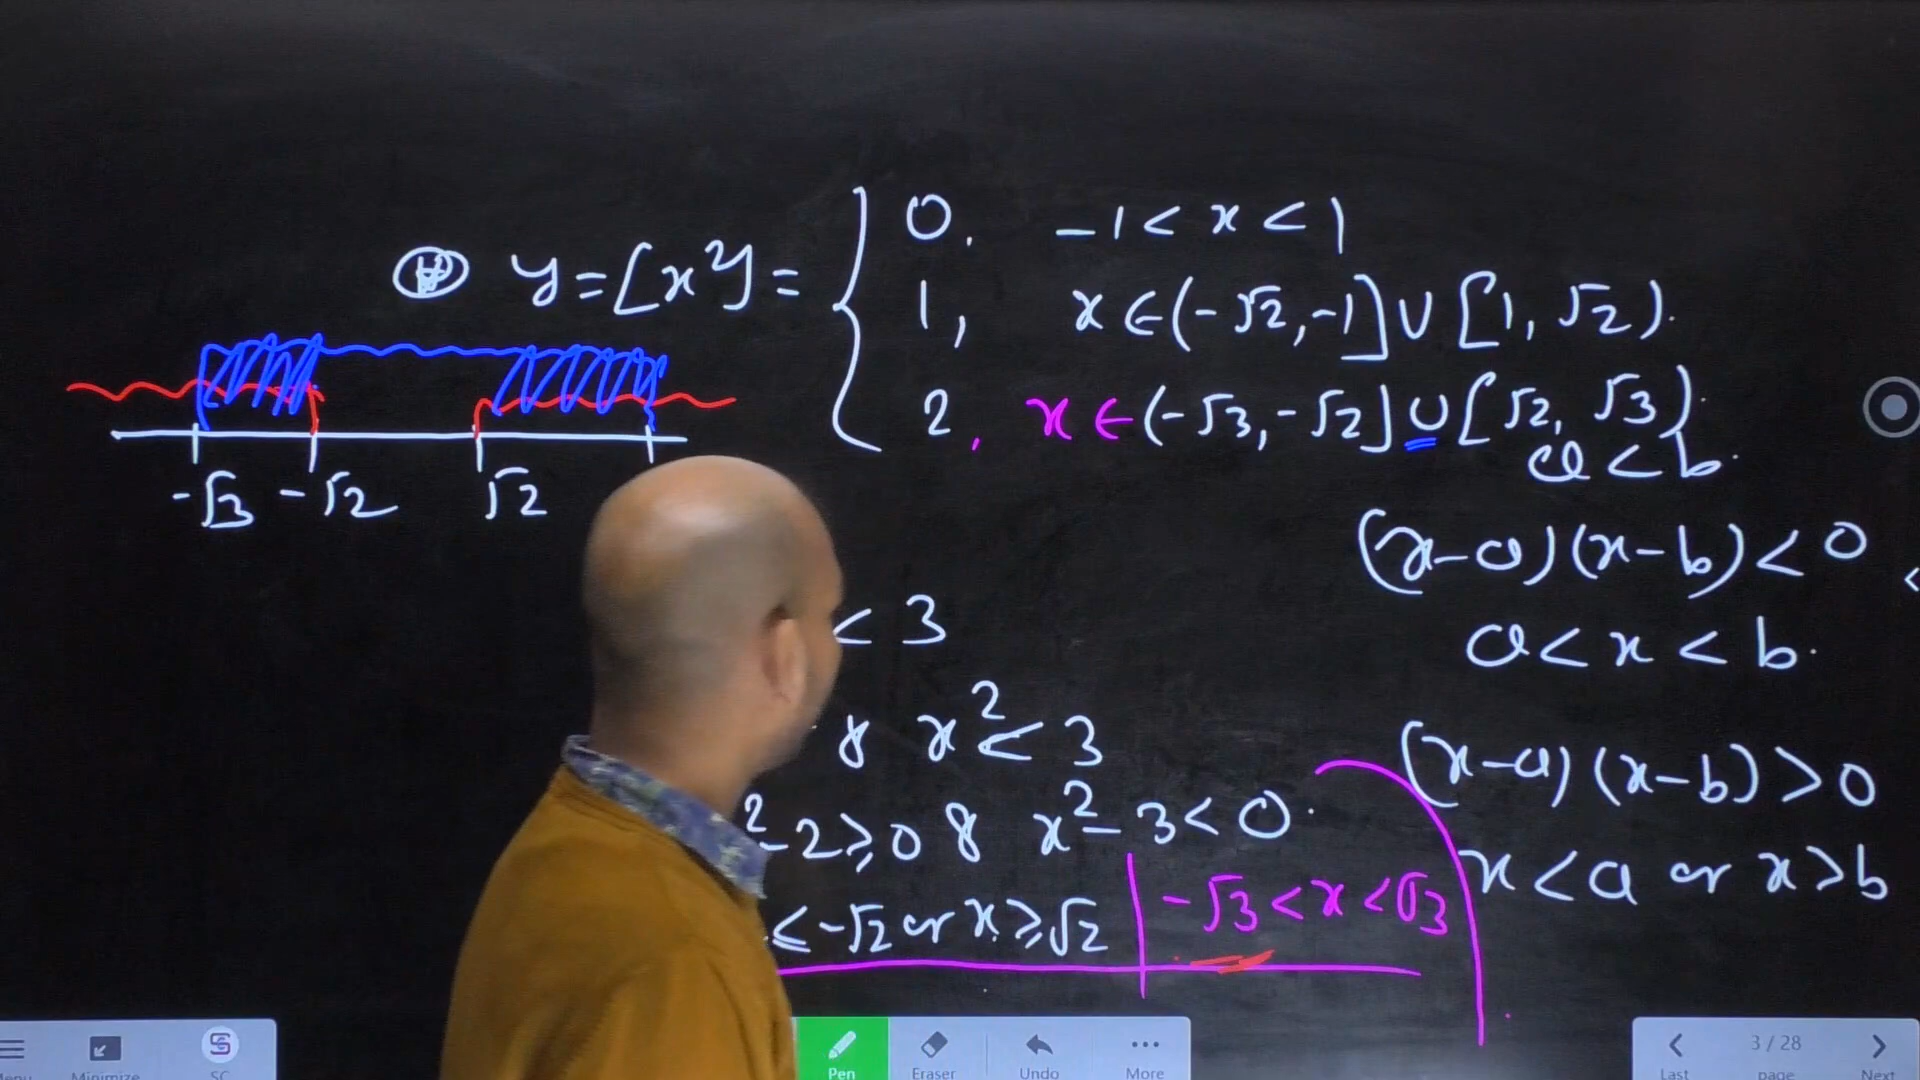 y = [x²] = { 0, -1 < x < 1
1, x ∈ (-√2, -1] ∪ [1, √2).
2, x ∈ (-√3, -√2] ∪ [√2, √3).
-√3 -√2 √2
a < b.
(x-a)(x-b) < 0
a < x < b.
< 3
& x² < 3
² - 2 ≥ 0 & x² - 3 < 0.
≤ -√2 or x ≥ √2 | -√3 < x < √3
(x-a)(x-b) > 0
x < a or x > b
Menu Minimize SC
Pen Eraser Undo More
Last 3 / 28 page Next